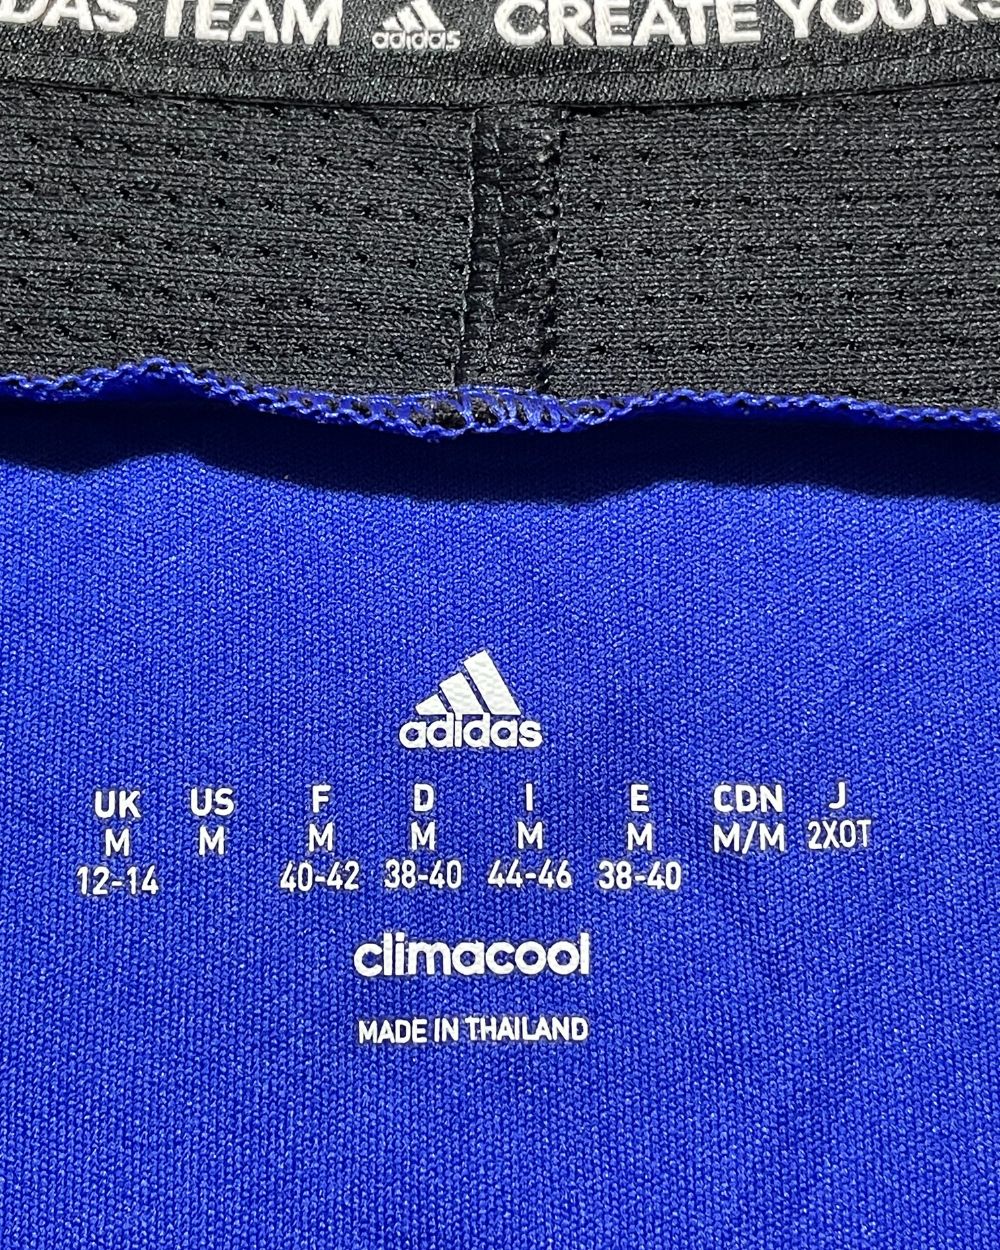 DAS TEAM adidas CREATE YOURS
adidas
UK US F D I E CDN J
M M M M M M M/M 2XOT
12-14 40-42 38-40 44-46 38-40
climacool
MADE IN THAILAND